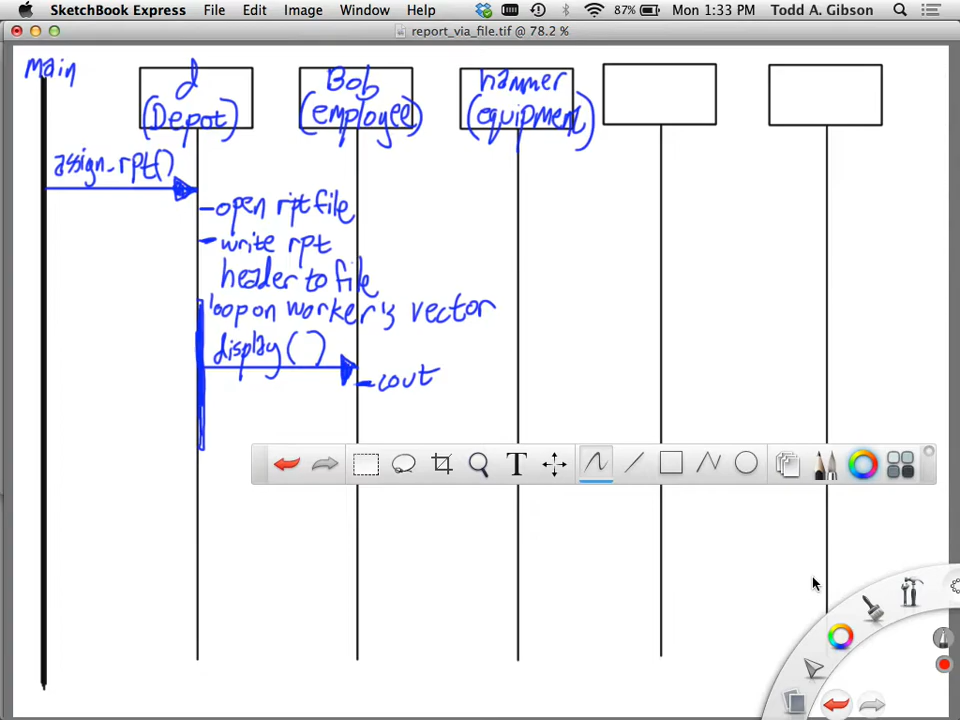 SketchBook Express File Edit Image Window Help 87% Mon 1:33 PM Todd A. Gibson
report_via_file.tif @ 78.2 %
Main
d
(Depot)
Bob
(employee)
hammer
(equipment)
assign_rpt()
-open rpt file
-write rpt
header to file
loop on worker's vector
display( )
-cout
T